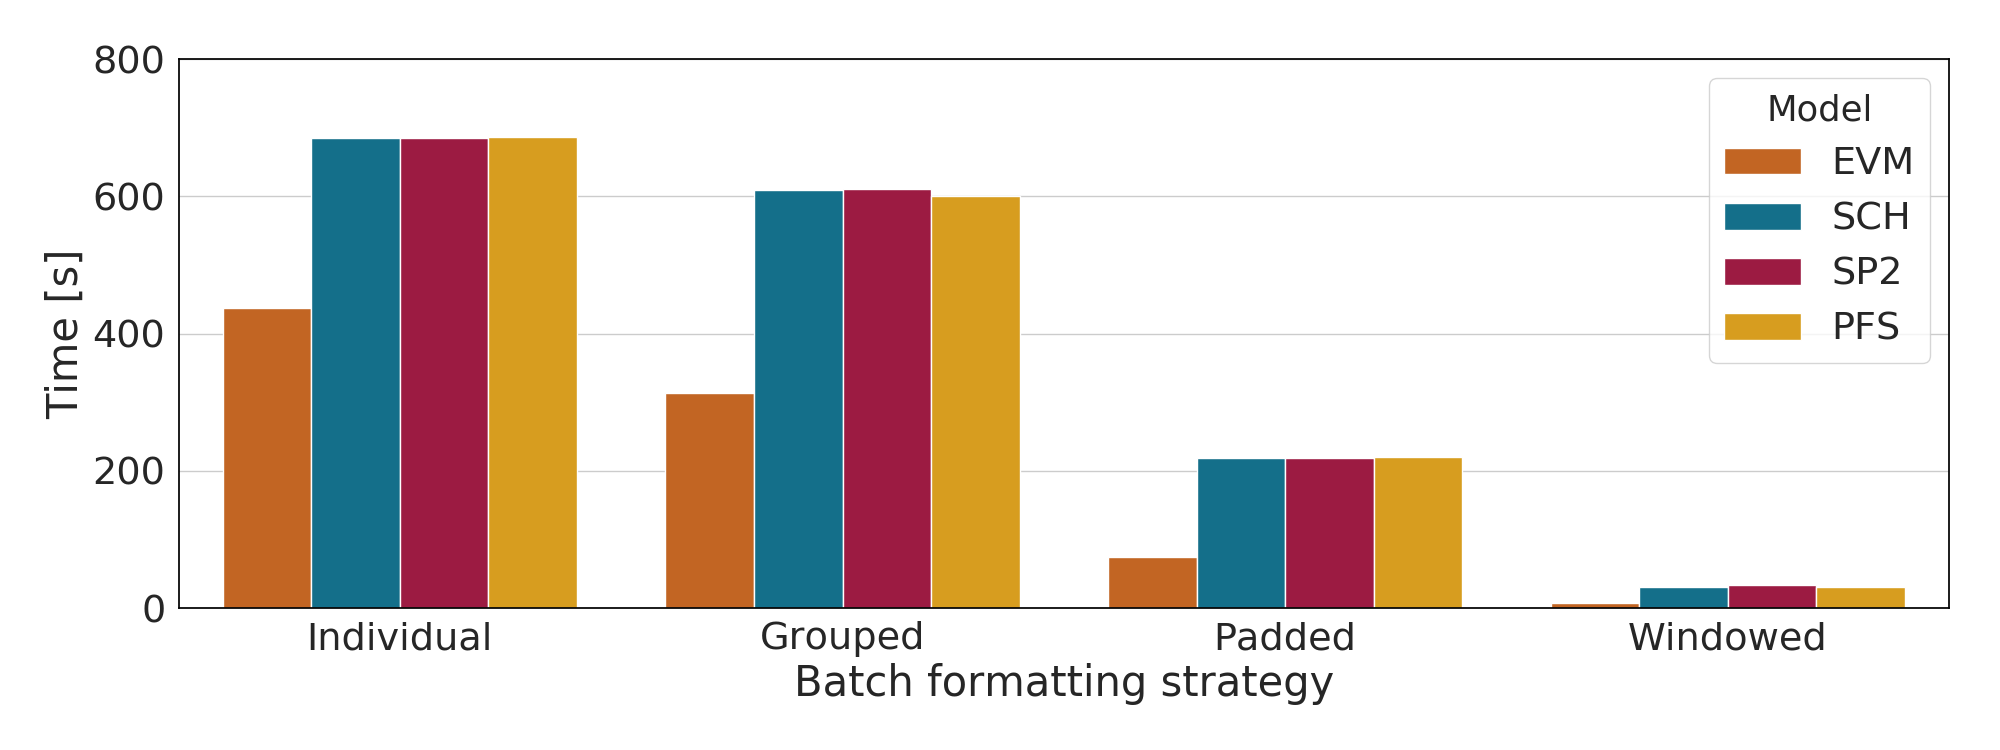 800
600
400
200
0
Time [s]
Individual
Grouped
Padded
Windowed
Batch formatting strategy
Model
EVM
SCH
SP2
PFS